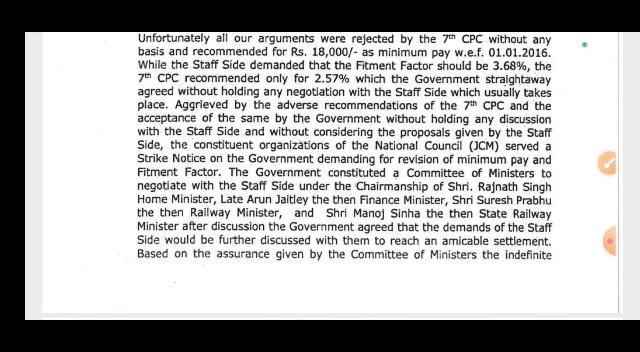 Unfortunately all our arguments were rejected by the 7th CPC without any
basis and recommended for Rs. 18,000/- as minimum pay w.e.f. 01.01.2016.
While the Staff Side demanded that the Fitment Factor should be 3.68%, the
7th CPC recommended only for 2.57% which the Government straightaway
agreed without holding any negotiation with the Staff Side which usually takes
place. Aggrieved by the adverse recommendations of the 7th CPC and the
acceptance of the same by the Government without holding any discussion
with the Staff Side and without considering the proposals given by the Staff
Side, the constituent organizations of the National Council (JCM) served a
Strike Notice on the Government demanding for revision of minimum pay and
Fitment Factor. The Government constituted a Committee of Ministers to
negotiate with the Staff Side under the Chairmanship of Shri. Rajnath Singh
Home Minister, Late Arun Jaitley the then Finance Minister, Shri Suresh Prabhu
the then Railway Minister, and Shri Manoj Sinha the then State Railway
Minister after discussion the Government agreed that the demands of the Staff
Side would be further discussed with them to reach an amicable settlement.
Based on the assurance given by the Committee of Ministers the indefinite